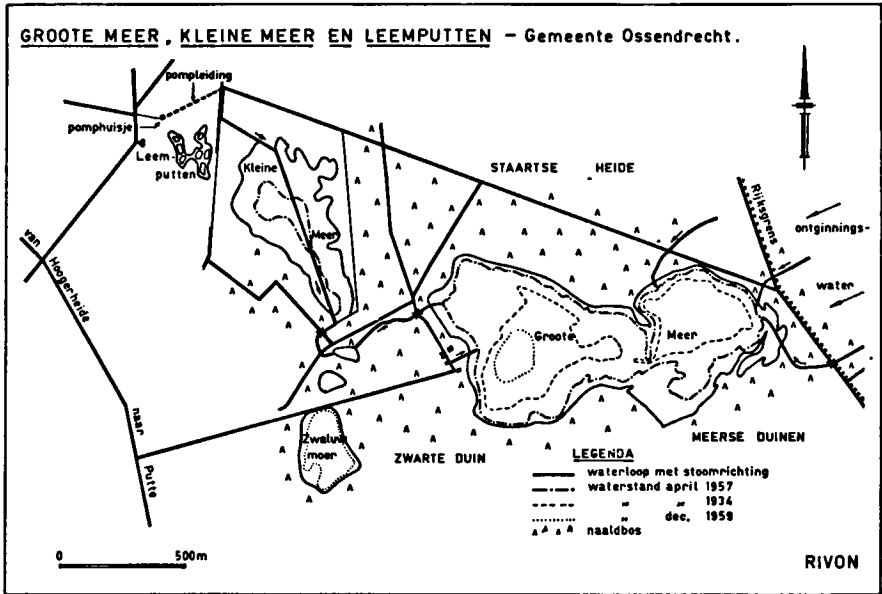 GROOTE MEER, KLEINE MEER EN LEEMPUTTEN – Gemeente Ossendrecht.
pompleiding
pomphuisje
Leem-
putten
Kleine
Meer
STAARTSE HEIDE
Rijksgrens
ontginnings-
water
van
Hoogerheide
naar
Putte
Groote
Meer
Zwaluw
moer
ZWARTE DUIN
MEERSE DUINEN
LEGENDA
waterloop met stoomrichting
waterstand april 1957
" " 1934
" dec. 1959
naaldbos
0 500m
RIVON